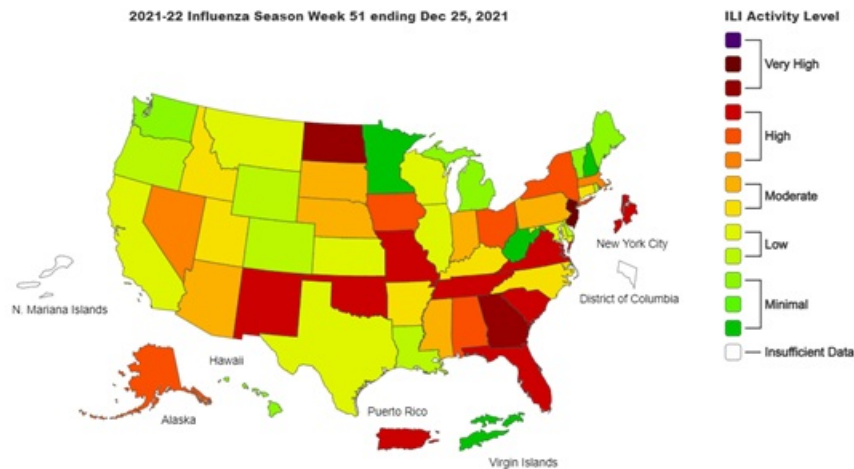 2021-22 Influenza Season Week 51 ending Dec 25, 2021
ILI Activity Level
Very High
High
Moderate
Low
New York City
Minimal
District of Columbia
N. Mariana Islands
Insufficient Data
Hawaii
Alaska
Puerto Rico
Virgin Islands